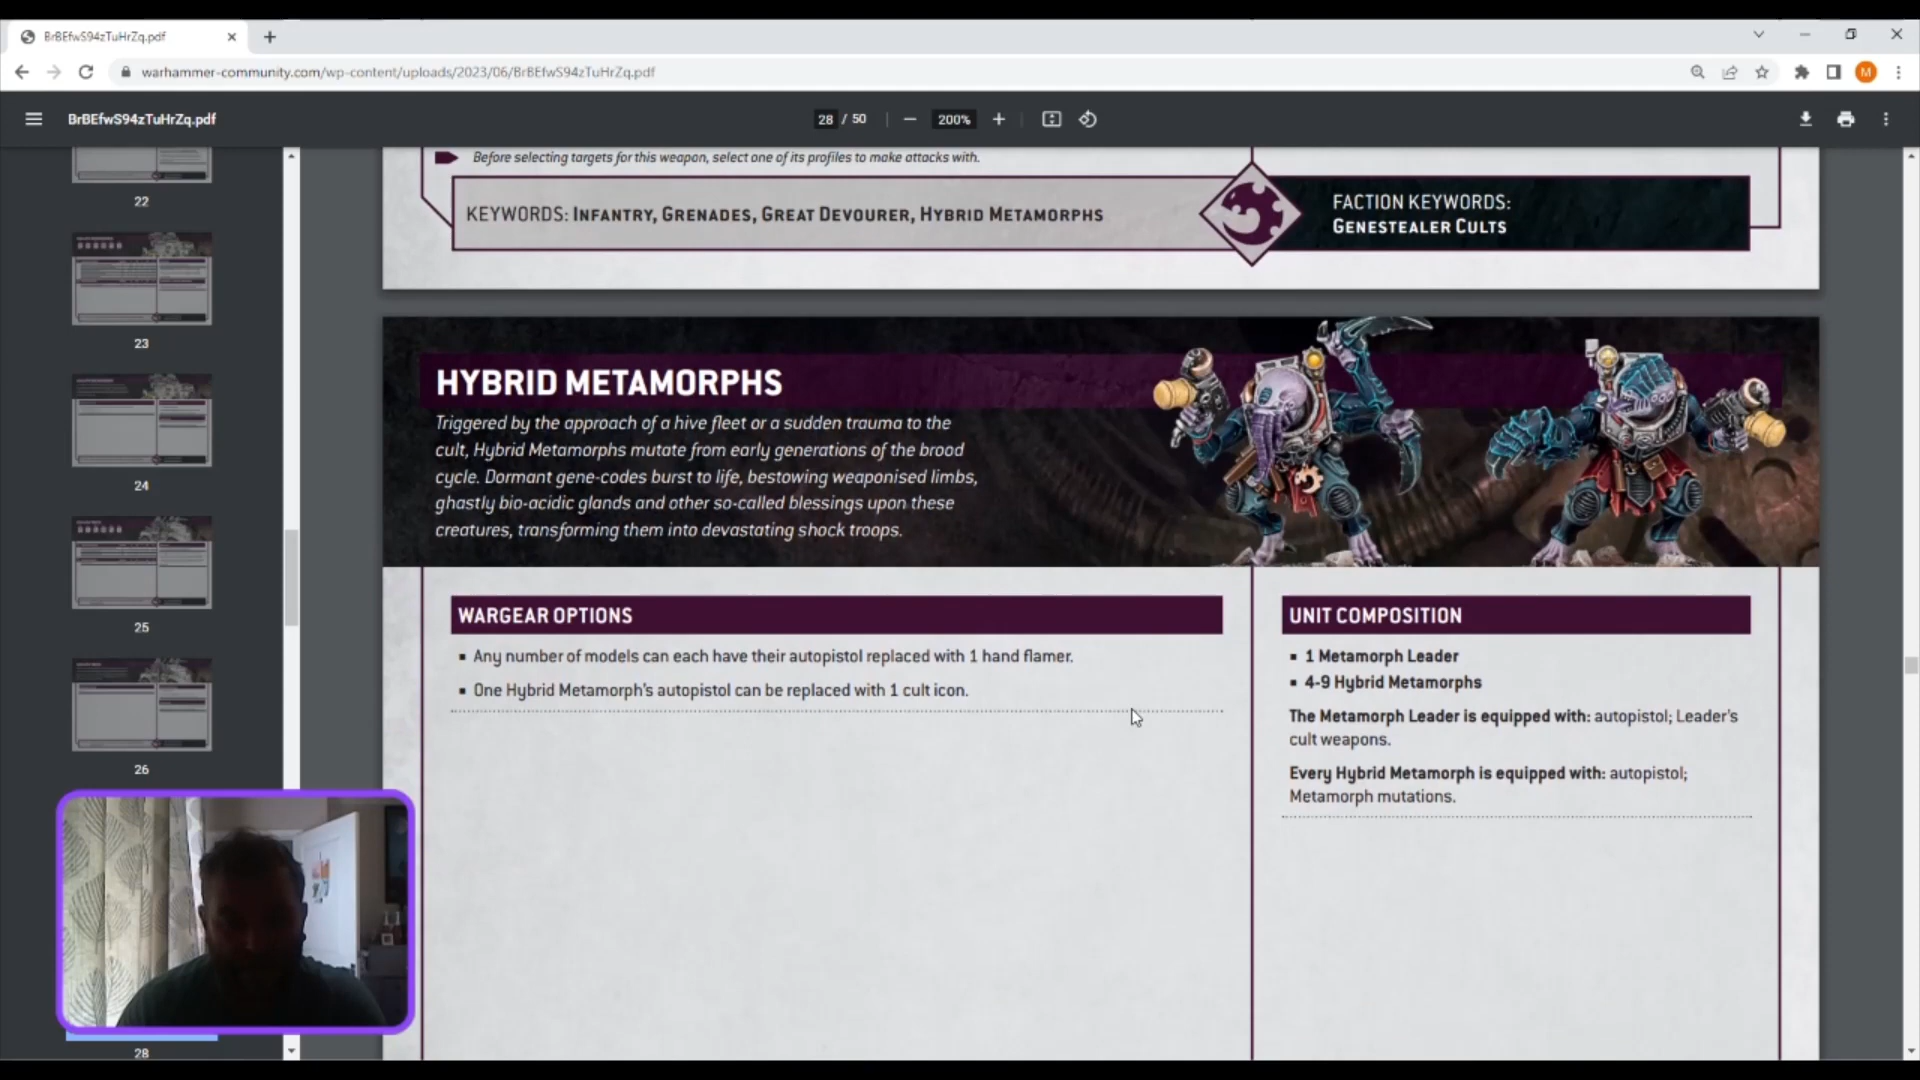 BrBEfwS94zTuHrZq.pdf
warhammer-community.com/wp-content/uploads/2023/06/BrBEfwS94zTuHrZq.pdf
M
BrBEfwS94zTuHrZq.pdf
28 / 50
200%
22
23
24
25
26
28
Before selecting targets for this weapon, select one of its profiles to make attacks with.
KEYWORDS: INFANTRY, GRENADES, GREAT DEVOURER, HYBRID METAMORPHS
FACTION KEYWORDS:
GENESTEALER CULTS
HYBRID METAMORPHS
Triggered by the approach of a hive fleet or a sudden trauma to the
cult, Hybrid Metamorphs mutate from early generations of the brood
cycle. Dormant gene-codes burst to life, bestowing weaponised limbs,
ghastly bio-acidic glands and other so-called blessings upon these
creatures, transforming them into devastating shock troops.
WARGEAR OPTIONS
▪ Any number of models can each have their autopistol replaced with 1 hand flamer.
▪ One Hybrid Metamorph's autopistol can be replaced with 1 cult icon.
UNIT COMPOSITION
▪ 1 Metamorph Leader
▪ 4-9 Hybrid Metamorphs
The Metamorph Leader is equipped with: autopistol; Leader's
cult weapons.
Every Hybrid Metamorph is equipped with: autopistol;
Metamorph mutations.